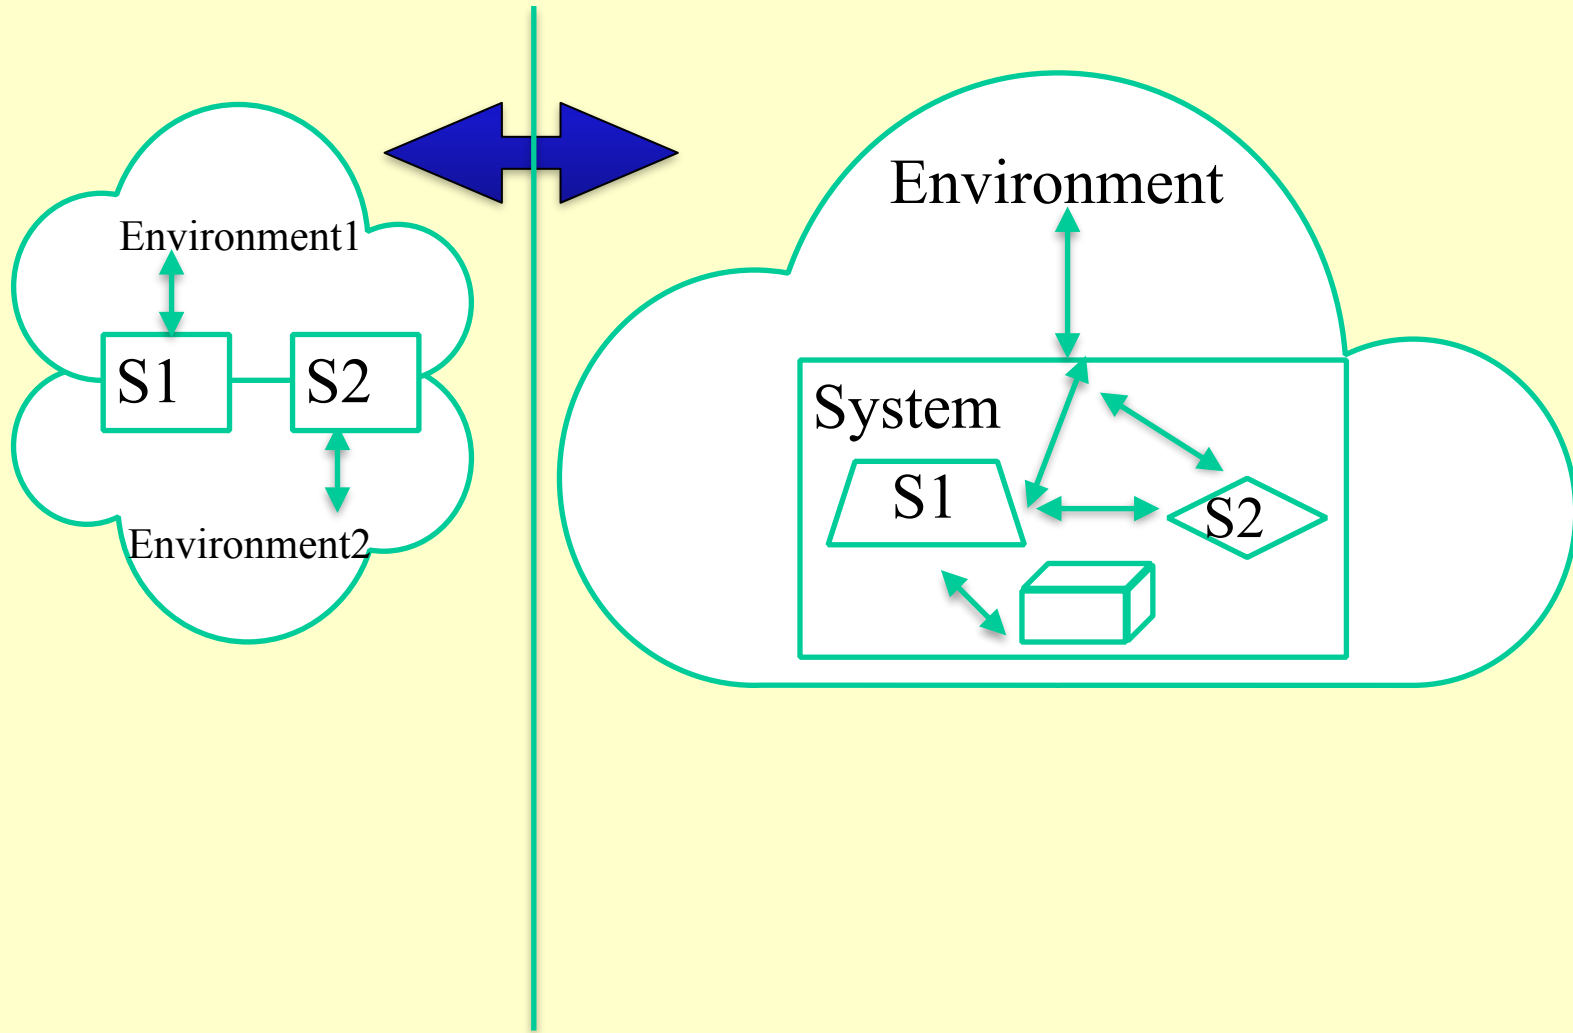 Environment1
S1
S2
Environment2
Environment
System
S1
S2